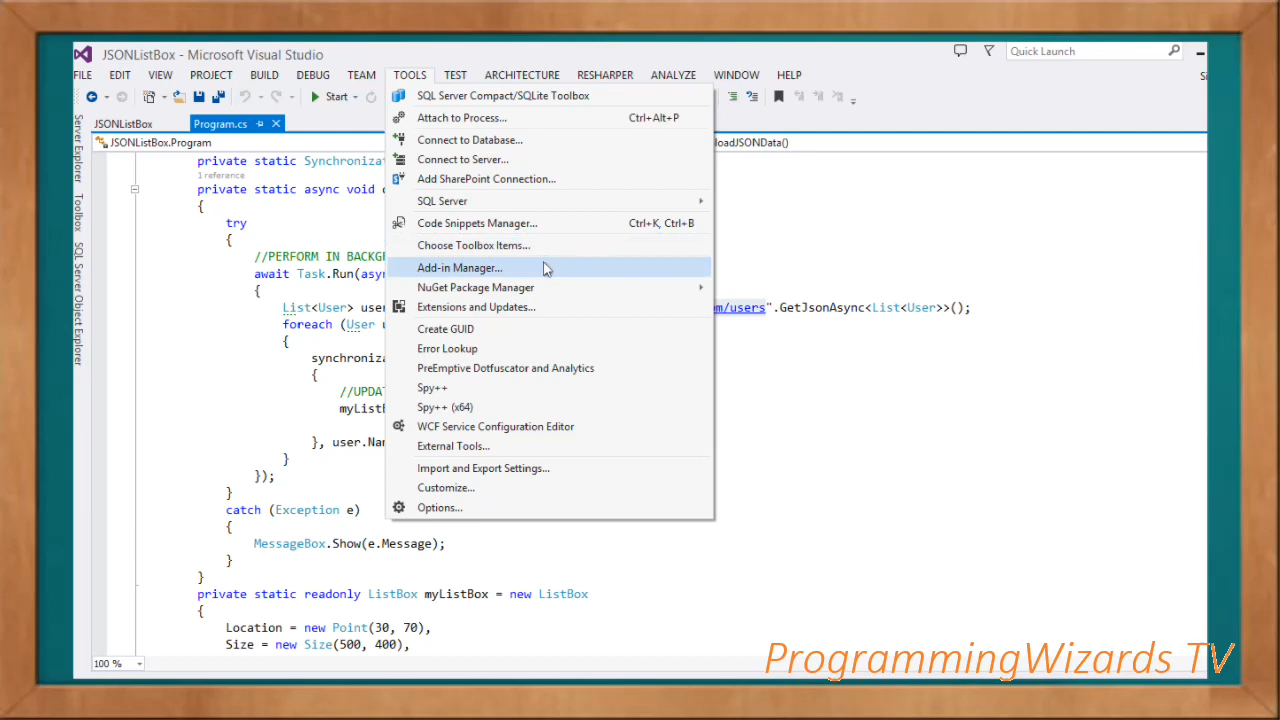 JSONListBox - Microsoft Visual Studio
Quick Launch
FILE EDIT VIEW PROJECT BUILD DEBUG TEAM TOOLS TEST ARCHITECTURE RESHARPER ANALYZE WINDOW HELP
Si
Start
JSONListBox
Program.cs
JSONListBox.Program
loadJSONData()
Server Explorer
Toolbox
SQL Server Object Explorer
SQL Server Compact/SQLite Toolbox
Attach to Process... Ctrl+Alt+P
Connect to Database...
Connect to Server...
Add SharePoint Connection...
SQL Server
Code Snippets Manager... Ctrl+K, Ctrl+B
Choose Toolbox Items...
Add-in Manager...
NuGet Package Manager
Extensions and Updates...
Create GUID
Error Lookup
PreEmptive Dotfuscator and Analytics
Spy++
Spy++ (x64)
WCF Service Configuration Editor
External Tools...
Import and Export Settings...
Customize...
Options...
private static Synchronizat
1 reference
private static async void
{
try
{
//PERFORM IN BACKG
await Task.Run(asy
{
List<User> use
om/users".GetJsonAsync<List<User>>();
foreach (User u
{
synchroniza
{
//UPDAT
myListB
}, user.Na
}
});
}
catch (Exception e)
{
MessageBox.Show(e.Message);
}
}
private static readonly ListBox myListBox = new ListBox
{
Location = new Point(30, 70),
Size = new Size(500, 400),
100 %
ProgrammingWizards TV